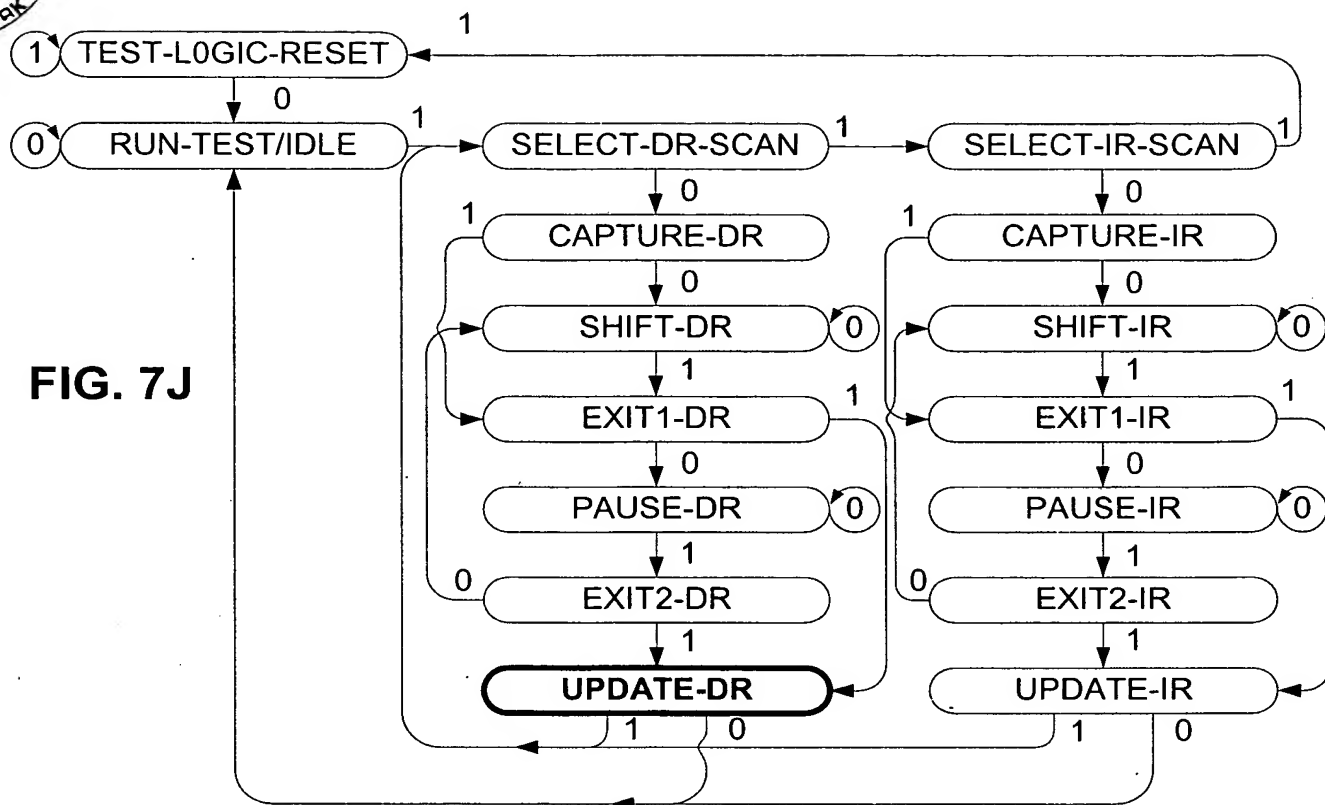 1
1 TEST-L0GIC-RESET
0
0 RUN-TEST/IDLE 1 SELECT-DR-SCAN 1 SELECT-IR-SCAN 1
0 0
1 CAPTURE-DR 1 CAPTURE-IR
0 0
SHIFT-DR 0 SHIFT-IR 0
FIG. 7J
1 1
EXIT1-DR 1 EXIT1-IR 1
0 0
PAUSE-DR 0 PAUSE-IR 0
1 1
0 EXIT2-DR 0 EXIT2-IR
1 1
UPDATE-DR UPDATE-IR
1 0 1 0